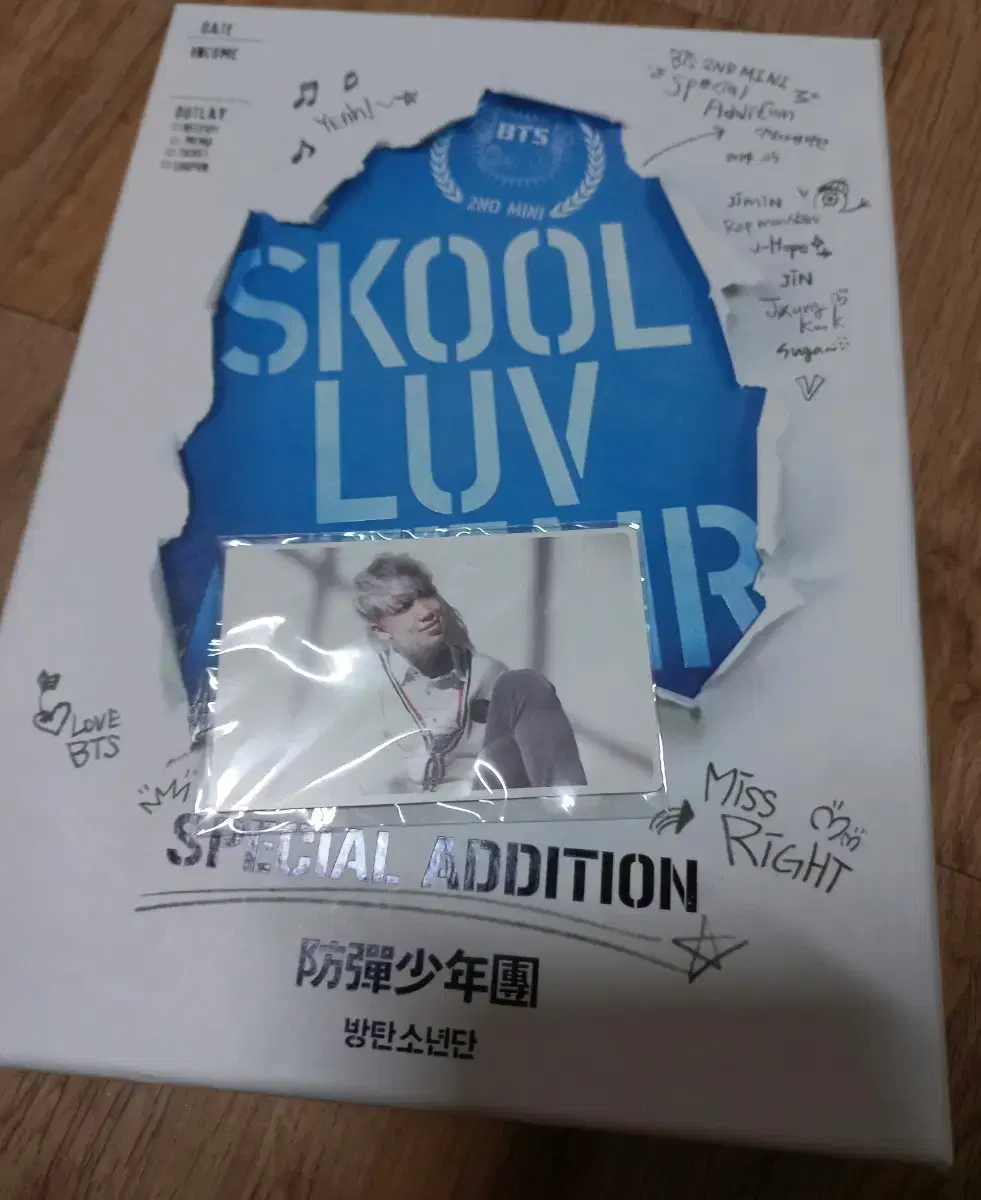 DATE
INCOME
OUTLAY
Yeah!
BTS 2ND MINI
Special
Addition
JIMIN
Rap monster
J-Hope
JIN
Jung
Kook
Suga
V
BTS
2ND MINI
SKOOL
LUV
LOVE
BTS
MISS
RIGHT
SPECIAL ADDITION
防彈少年團
방탄소년단